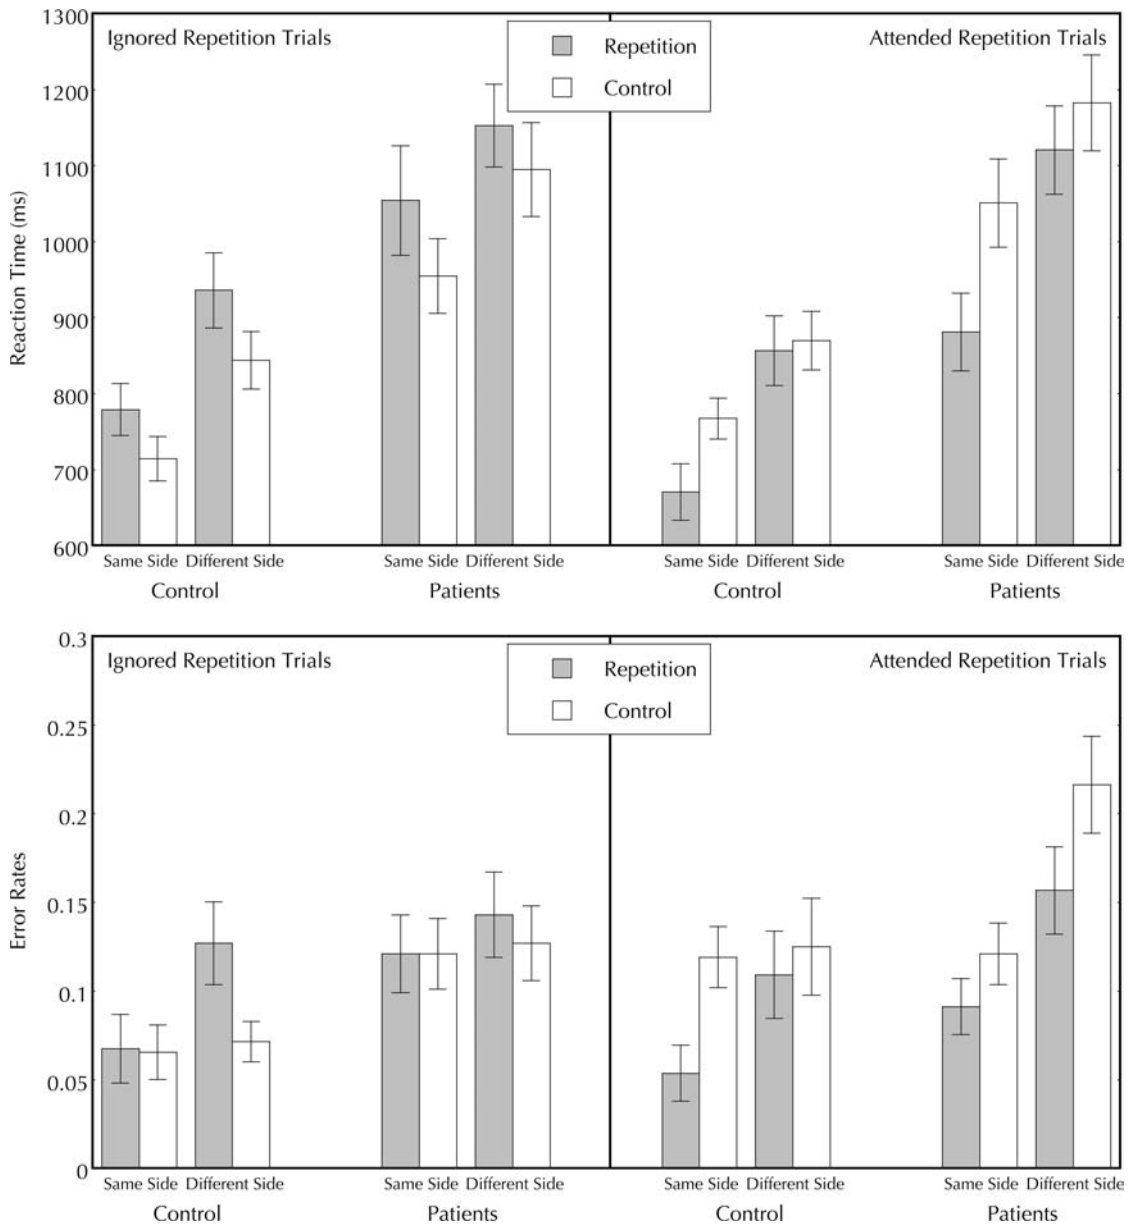 1300
1200
1100
1000
900
800
700
600
Reaction Time (ms)
Ignored Repetition Trials
Repetition
Control
Attended Repetition Trials
Same Side Different Side Same Side Different Side Same Side Different Side Same Side Different Side
Control Patients Control Patients
0.3
0.25
0.2
0.15
0.1
0.05
0
Error Rates
Ignored Repetition Trials
Repetition
Control
Attended Repetition Trials
Same Side Different Side Same Side Different Side Same Side Different Side Same Side Different Side
Control Patients Control Patients